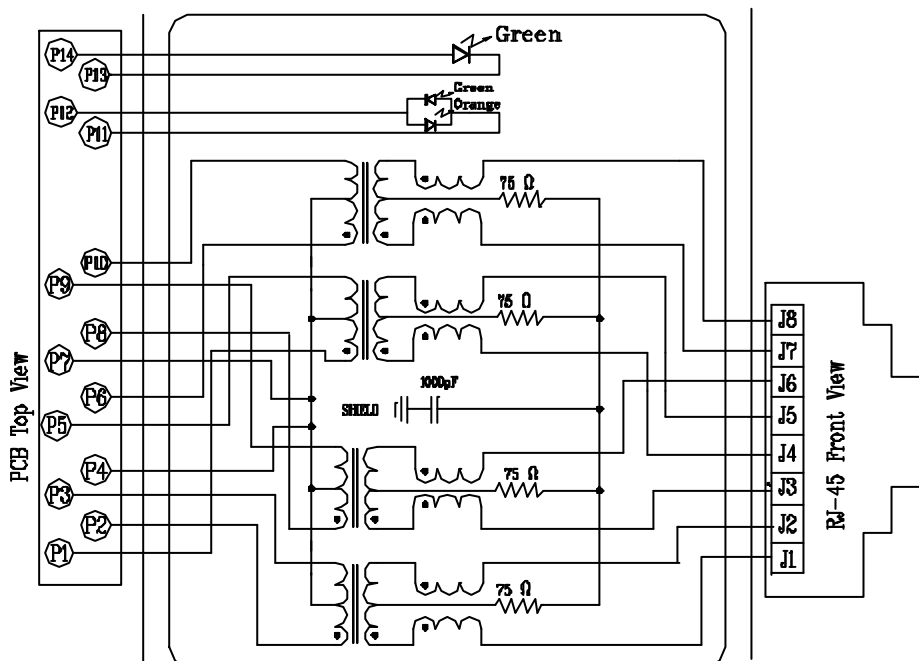 P14
Green
P13
Green
P12
Orange
P11
75 Ω
P10
P9
75 Ω
J8
P8
J7
P7
1000pF
J6
P6
SHIELD
J5
P5
J4
P4
75 Ω
J3
P3
J2
P2
P1
J1
75 Ω
PCB Top View
RJ-45 Front View